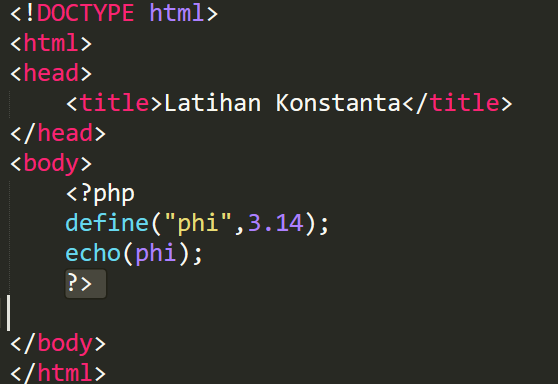 <!DOCTYPE html>
<html>
<head>
    <title>Latihan Konstanta</title>
</head>
<body>
    <?php
    define("phi",3.14);
    echo(phi);
    ?>
</body>
</html>